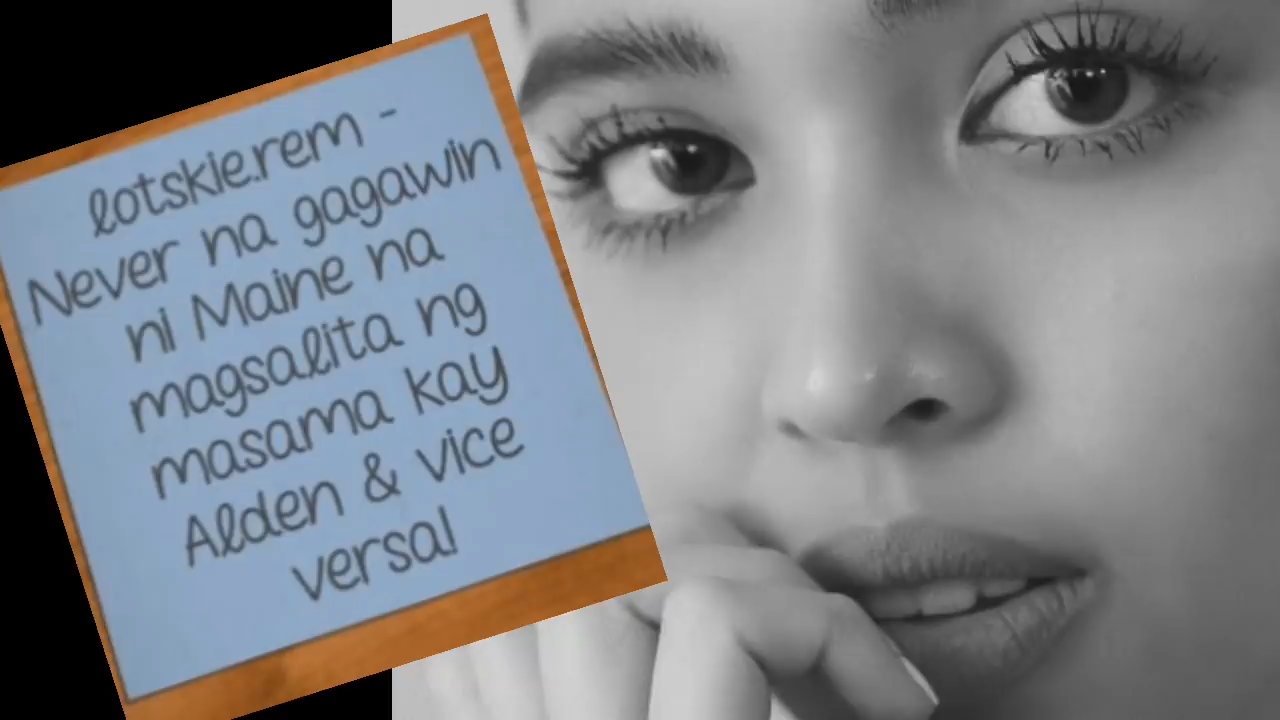 lotskie.rem -
Never na gagawin
ni Maine na
magsalita ng
masama kay
Alden & vice
versa!